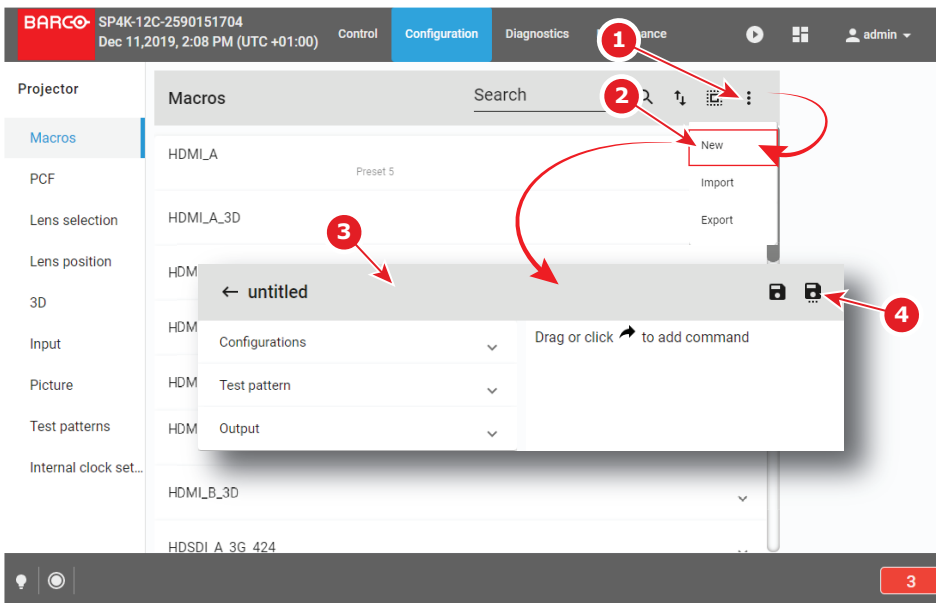 BARCO
SP4K-12C-2590151704
Dec 11,2019, 2:08 PM (UTC +01:00)
Control
Configuration
Diagnostics
admin
1
2
Projector
Macros
PCF
Lens selection
Lens position
3D
Input
Picture
Test patterns
Internal clock set...
Macros
Search
New
Import
Export
HDMI_A
Preset 5
HDMI_A_3D
3
HDM
HDM
HDM
HDM
untitled
4
Configurations
Test pattern
Output
Drag or click to add command
HDMI_B_3D
HDSDI_A_3G_424
3